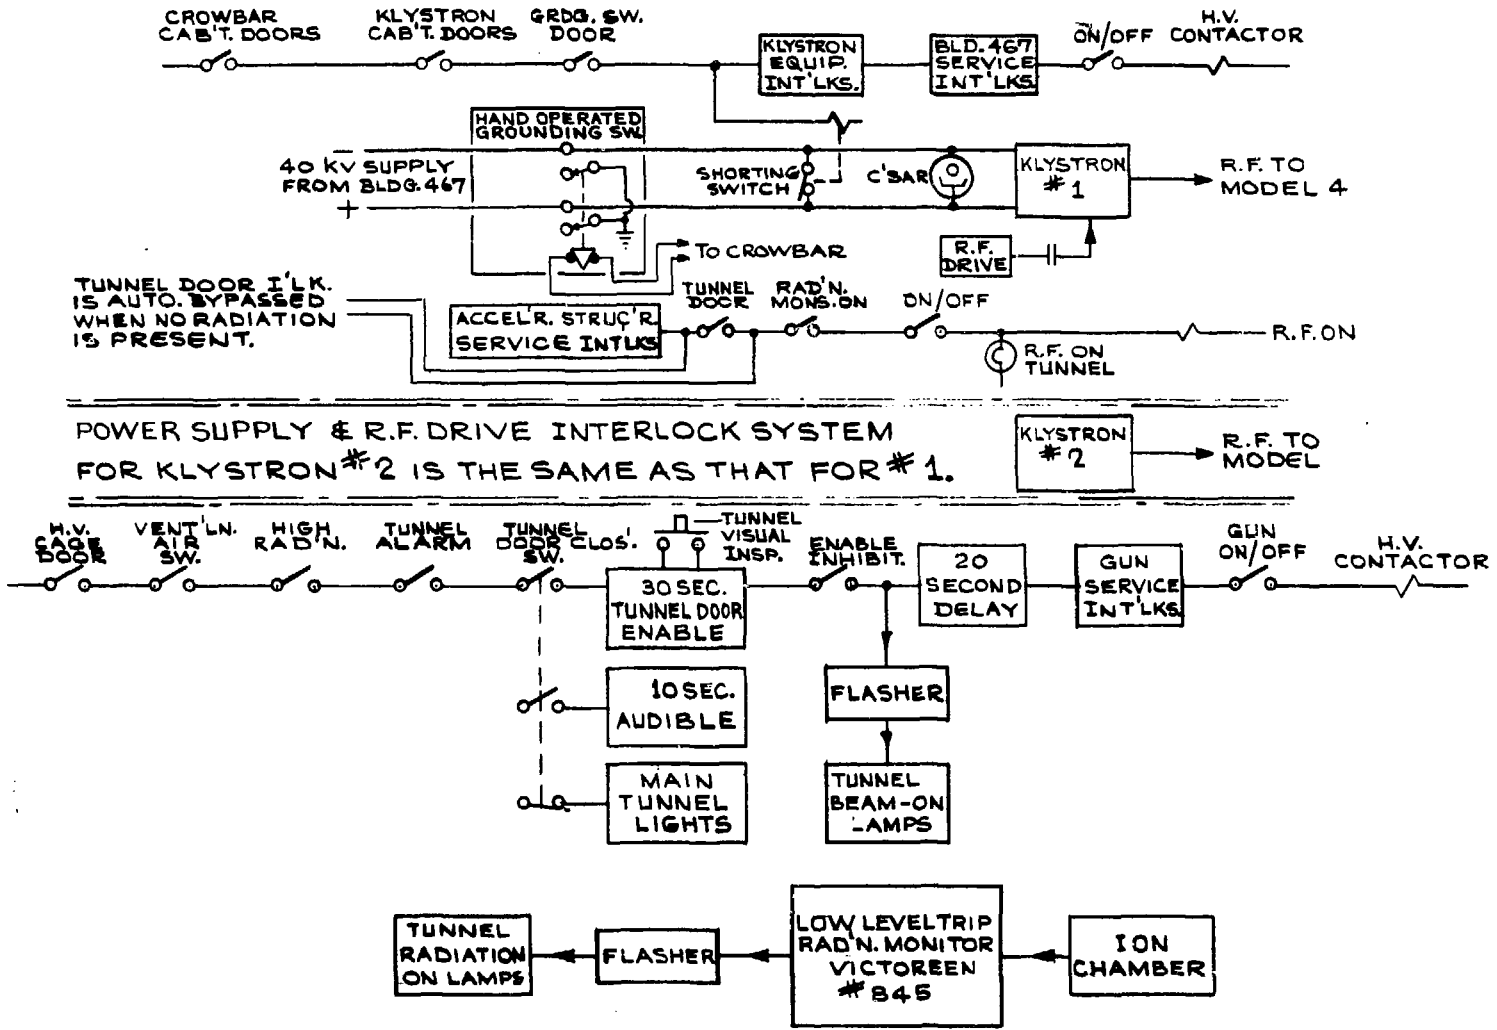 CROWBAR
CAB'T. DOORS
KLYSTRON
CAB'T. DOORS
GRDG. SW.
DOOR
KLYSTRON
EQUIP.
INT'LKS.
BLD. 467
SERVICE
INT'LKS.
ON/OFF
H.V.
CONTACTOR
HAND OPERATED
GROUNDING SW.
−
40 KV SUPPLY
FROM BLDG. 467
+
SHORTING
SWITCH
C'BAR
KLYSTRON
#1
R.F. TO
MODEL 4
R.F.
DRIVE
TO CROWBAR
TUNNEL DOOR I'LK.
IS AUTO. BYPASSED
WHEN NO RADIATION
IS PRESENT.
ACCEL'R. STRUC'R.
SERVICE INTLKS
TUNNEL
DOOR
RAD'N.
MONS. ON
ON/OFF
R.F. ON
TUNNEL
R.F. ON
POWER SUPPLY & R.F. DRIVE INTERLOCK SYSTEM
FOR KLYSTRON #2 IS THE SAME AS THAT FOR #1.
KLYSTRON
#2
R.F. TO
MODEL
H.V.
CAGE
DOOR
VENT'LN.
AIR
SW.
HIGH
RAD'N.
TUNNEL
ALARM
TUNNEL
DOOR CLOS'.
SW.
TUNNEL
VISUAL
INSP.
30 SEC.
TUNNEL DOOR
ENABLE
ENABLE
INHIBIT.
20
SECOND
DELAY
GUN
SERVICE
INT'LKS.
GUN
ON/OFF
H.V.
CONTACTOR
10 SEC.
AUDIBLE
MAIN
TUNNEL
LIGHTS
FLASHER
TUNNEL
BEAM-ON
LAMPS
TUNNEL
RADIATION
ON LAMPS
FLASHER
LOW LEVEL TRIP
RAD'N. MONITOR
VICTOREEN
#845
ION
CHAMBER